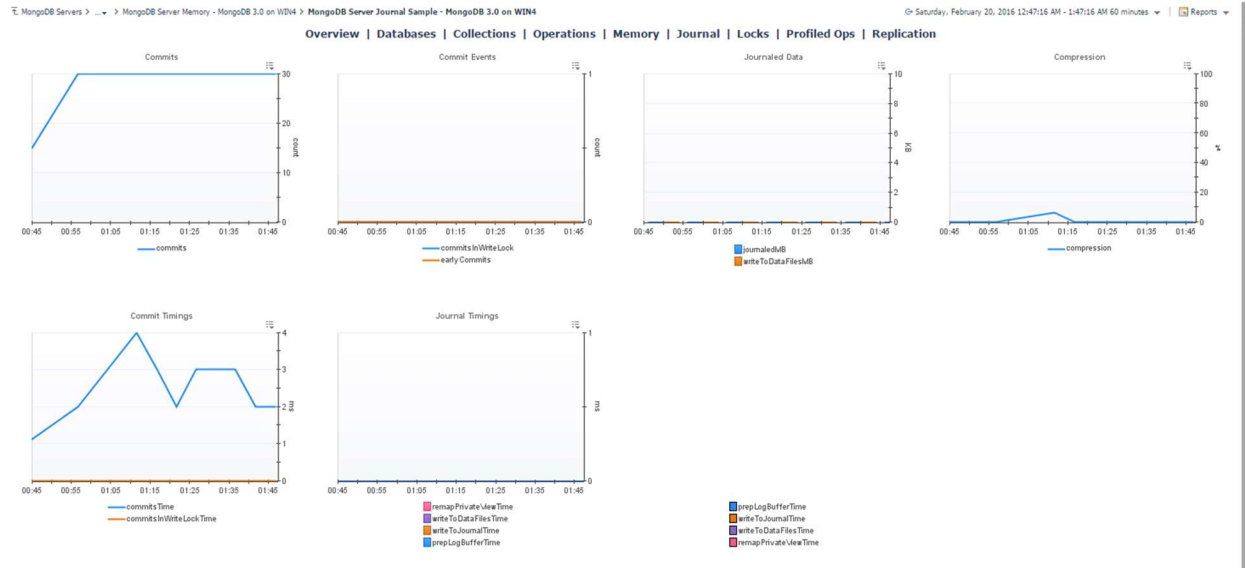 MongoDB Servers > ... > MongoDB Server Memory - MongoDB 3.0 on WIN4 > MongoDB Server Journal Sample - MongoDB 3.0 on WIN4
Saturday, February 20, 2016 12:47:16 AM - 1:47:16 AM 60 minutes | Reports
Overview | Databases | Collections | Operations | Memory | Journal | Locks | Profiled Ops | Replication
Commits
30
20
10
0
count
00:45 00:55 01:05 01:15 01:25 01:35 01:45
commits
Commit Events
1
0
count
00:45 00:55 01:05 01:15 01:25 01:35 01:45
commitsInWriteLock
early Commits
Journaled Data
10
8
6
4
2
0
KB
00:45 00:55 01:05 01:15 01:25 01:35 01:45
journaledMB
writeToDataFilesMB
Compression
100
80
60
40
20
0
%
00:45 00:55 01:05 01:15 01:25 01:35 01:45
compression
Commit Timings
4
3
2
1
0
ms
00:45 00:55 01:05 01:15 01:25 01:35 01:45
commitsTime
commitsInWriteLockTime
Journal Timings
1
0
ms
00:45 00:55 01:05 01:15 01:25 01:35 01:45
remapPrivateViewTime
writeToDataFilesTime
writeToJournalTime
prepLogBufferTime
prepLogBufferTime
writeToJournalTime
writeToDataFilesTime
remapPrivateViewTime